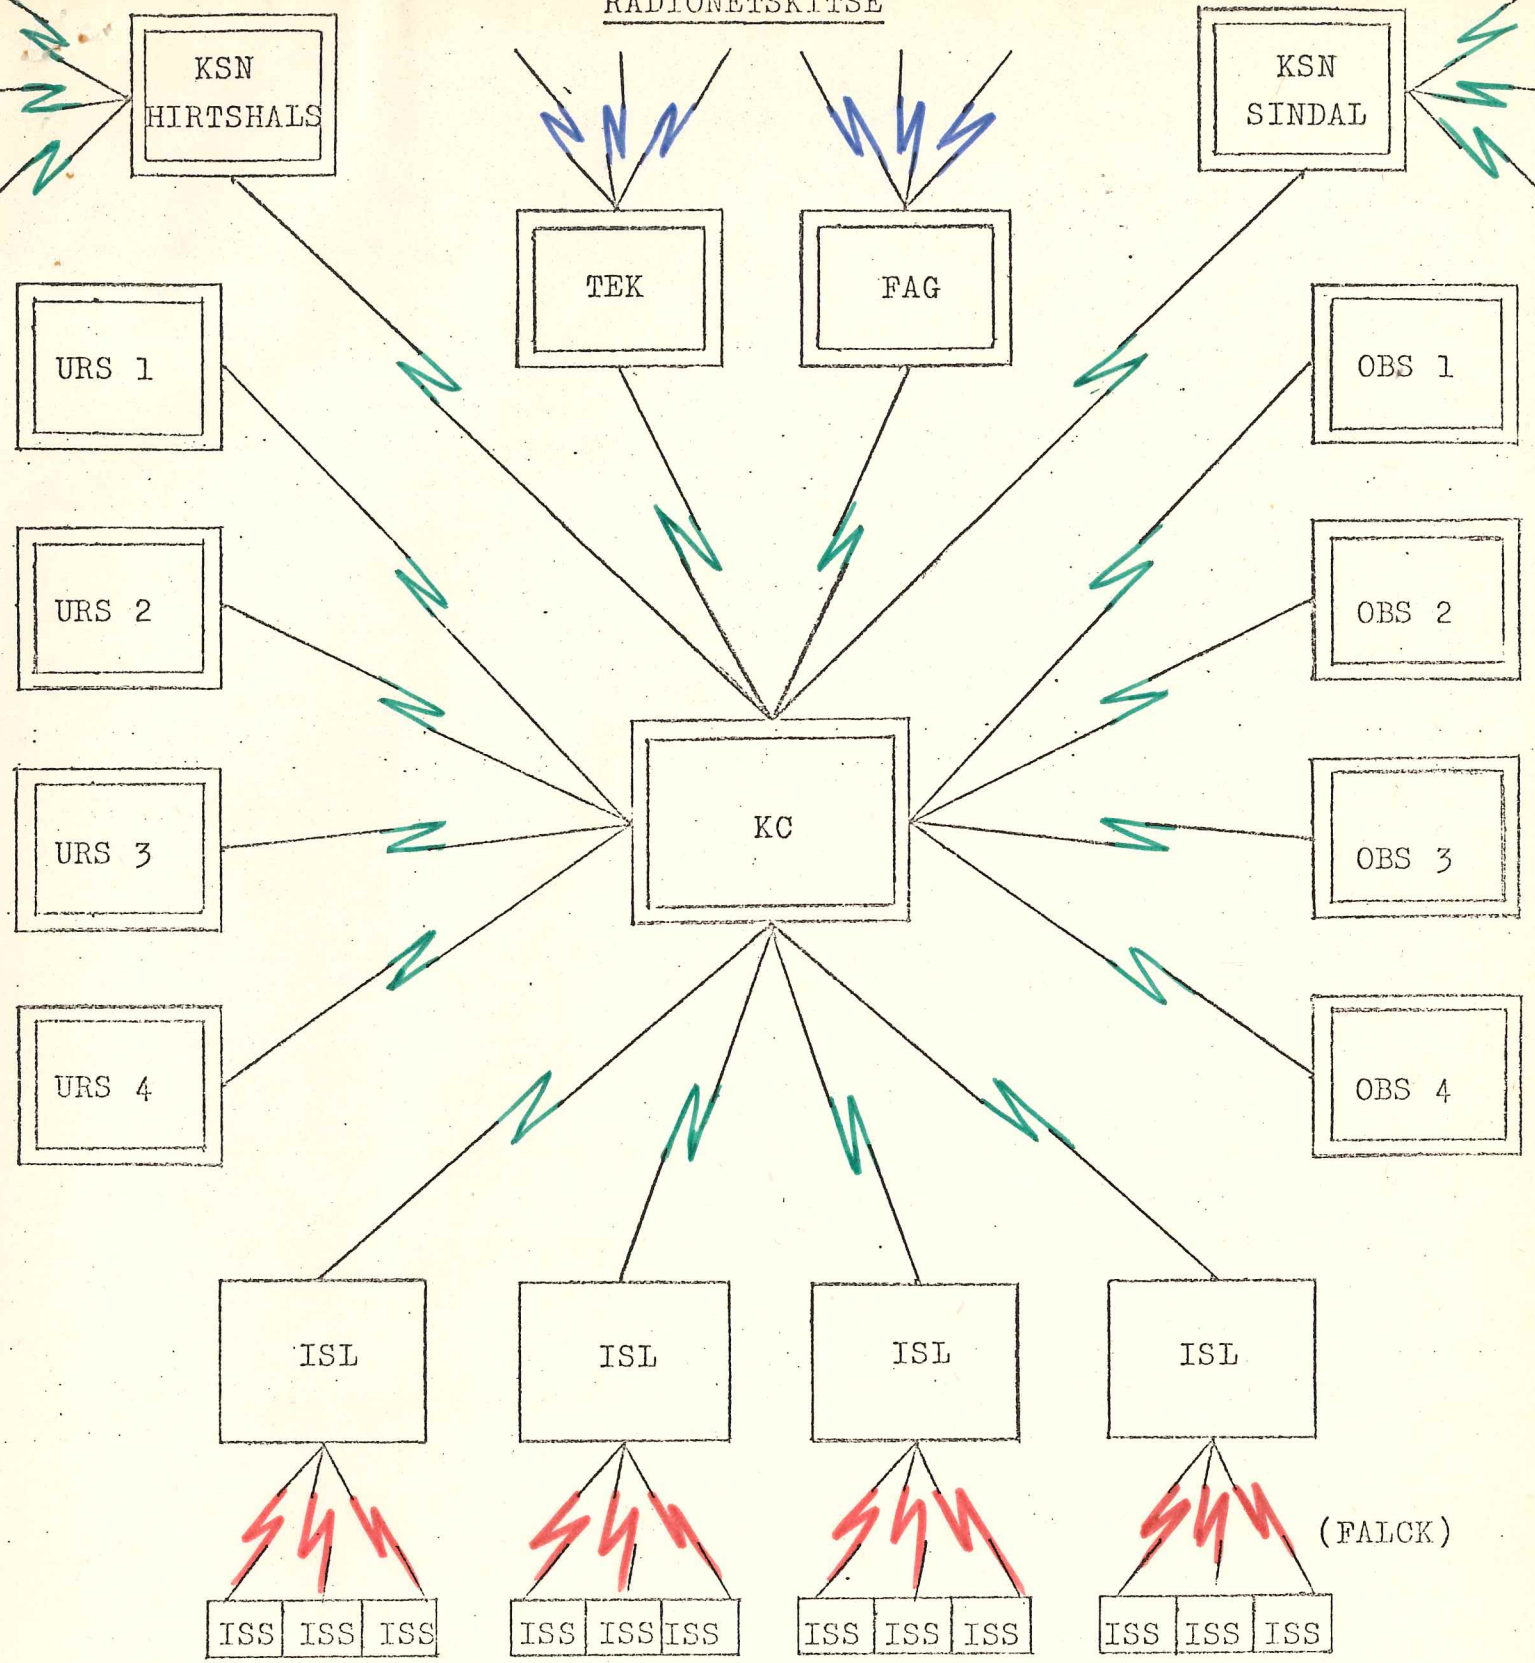 RADIONETSKITSE
KSN
HIRTSHALS
KSN
SINDAL
TEK
FAG
URS 1
OBS 1
URS 2
OBS 2
KC
URS 3
OBS 3
URS 4
OBS 4
ISL
ISL
ISL
ISL
(FALCK)
ISS ISS ISS
ISS ISS ISS
ISS ISS ISS
ISS ISS ISS